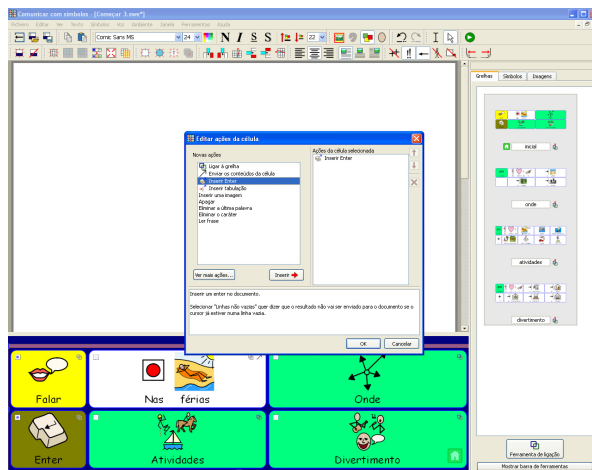 Comunicar com símbolos - [Começar 3.swe*]
Ficheiro Editar Ver Texto Símbolos Voz Ambiente Janela Ferramentas Ajuda
Comic Sans MS 24 N I S S 22
Grelhas Símbolos Imagens
inicial
onde
atividades
divertimento
Editar ações da célula
Novas ações
Ligar à grelha
Enviar os conteúdos da célula
Inserir Enter
Inserir tabulação
Inserir uma imagem
Apagar
Eliminar a última palavra
Eliminar o caráter
Ler frase
Ações da célula selecionada
Inserir Enter
Ver mais ações...
Inserir
Inserir um enter no documento.
Selecionar "Linhas não vazias" quer dizer que o resultado não vai ser enviado para o documento se o
cursor já estiver numa linha vazia.
OK Cancelar
Falar
Nas férias
Onde
Enter
Atividades
Divertimento
Ferramenta de ligação
Mostrar barra de ferramentas